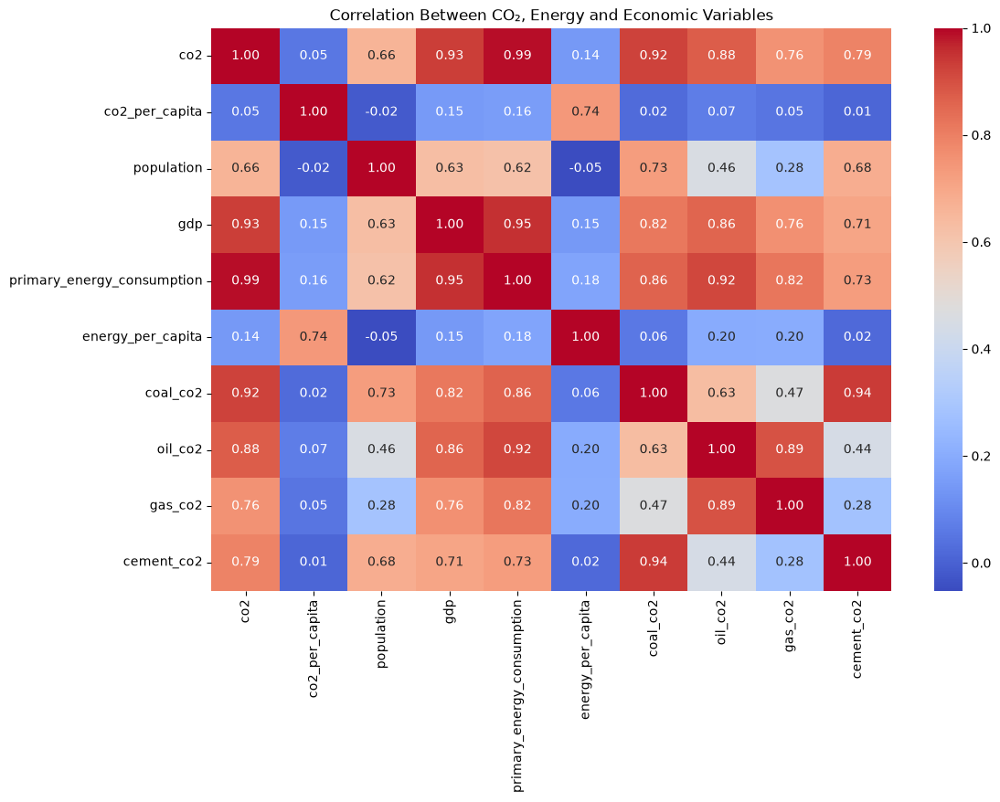 Correlation Between CO₂, Energy and Economic Variables
co2 1.00 0.05 0.66 0.93 0.99 0.14 0.92 0.88 0.76 0.79
co2_per_capita 0.05 1.00 -0.02 0.15 0.16 0.74 0.02 0.07 0.05 0.01
population 0.66 -0.02 1.00 0.63 0.62 -0.05 0.73 0.46 0.28 0.68
gdp 0.93 0.15 0.63 1.00 0.95 0.15 0.82 0.86 0.76 0.71
primary_energy_consumption 0.99 0.16 0.62 0.95 1.00 0.18 0.86 0.92 0.82 0.73
energy_per_capita 0.14 0.74 -0.05 0.15 0.18 1.00 0.06 0.20 0.20 0.02
coal_co2 0.92 0.02 0.73 0.82 0.86 0.06 1.00 0.63 0.47 0.94
oil_co2 0.88 0.07 0.46 0.86 0.92 0.20 0.63 1.00 0.89 0.44
gas_co2 0.76 0.05 0.28 0.76 0.82 0.20 0.47 0.89 1.00 0.28
cement_co2 0.79 0.01 0.68 0.71 0.73 0.02 0.94 0.44 0.28 1.00
co2
co2_per_capita
population
gdp
primary_energy_consumption
energy_per_capita
coal_co2
oil_co2
gas_co2
cement_co2
1.0
0.8
0.6
0.4
0.2
0.0